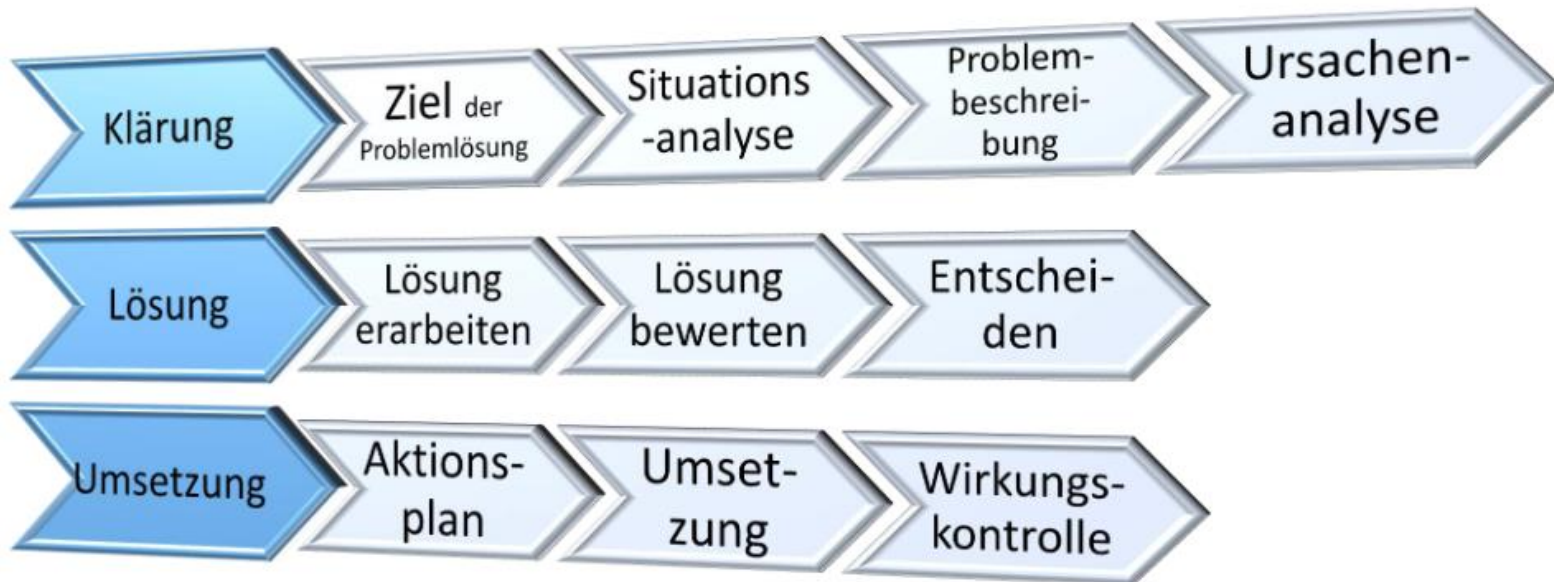 Klärung
Ziel der
Problemlösung
Situations
-analyse
Problem-
beschrei-
bung
Ursachen-
analyse
Lösung
Lösung
erarbeiten
Lösung
bewerten
Entschei-
den
Umsetzung
Aktions-
plan
Umset-
zung
Wirkungs-
kontrolle